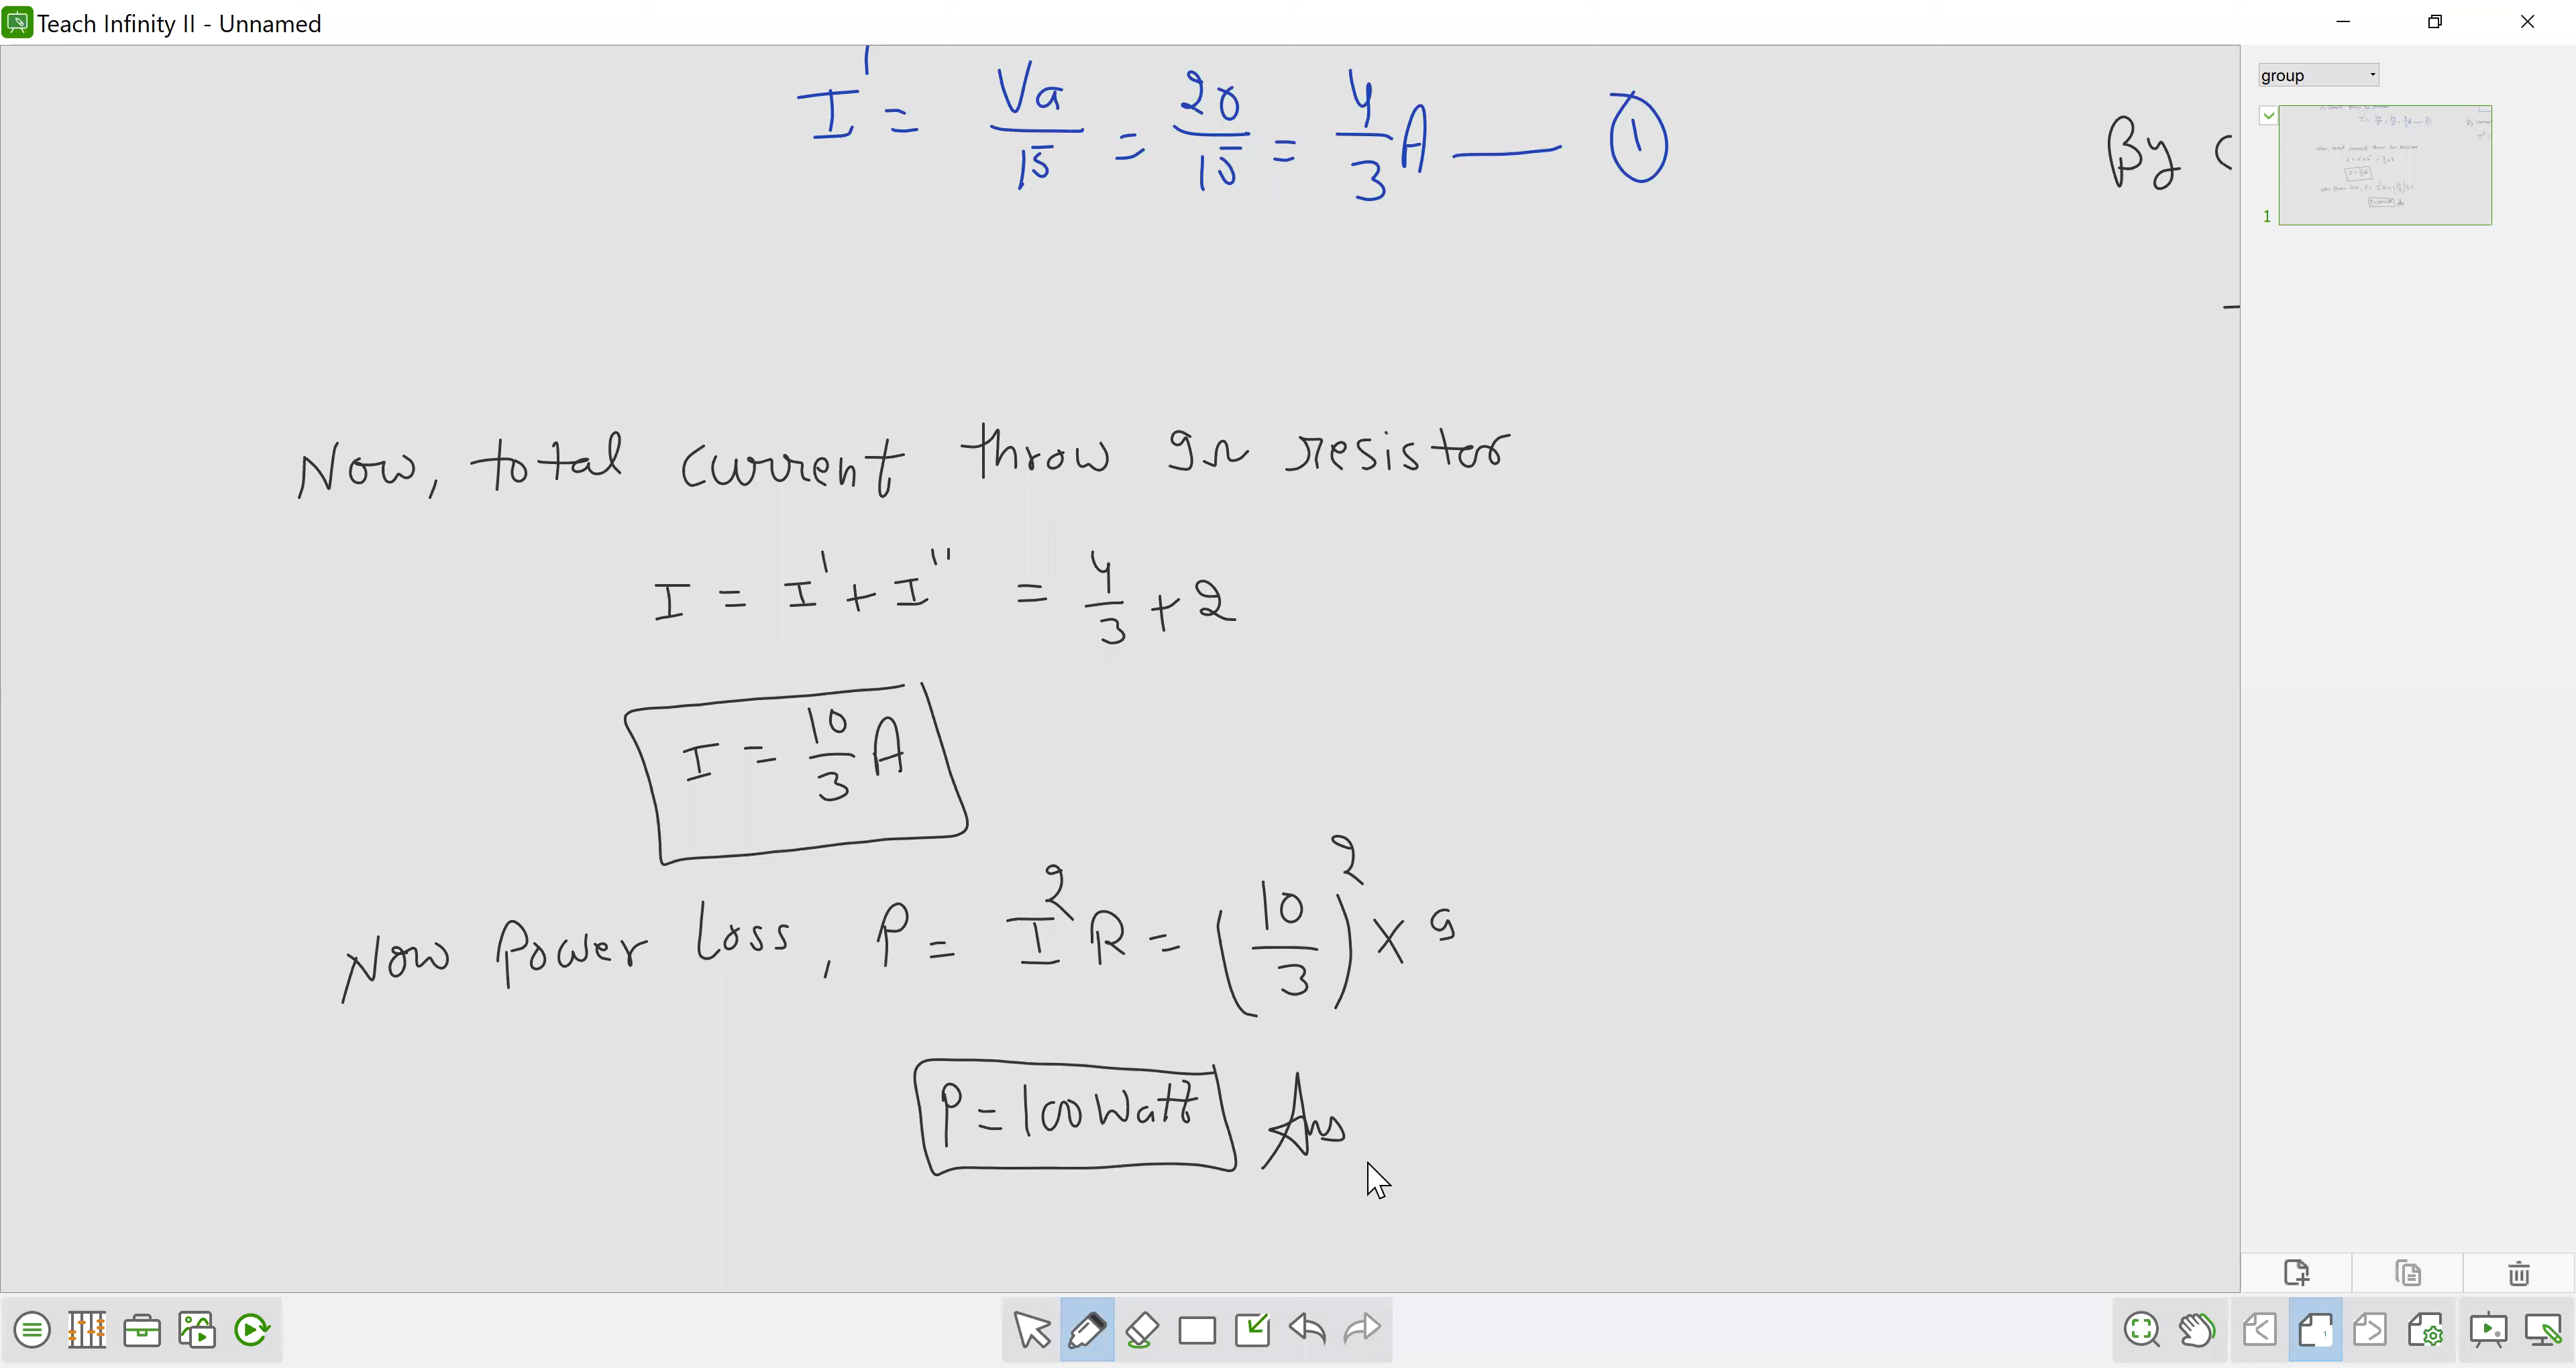 Teach Infinity II - Unnamed
group
I' = Va/15 = 20/15 = 4/3 A —— ①
By c
1
Now, total current throw 9Ω resistor
I = I' + I'' = 4/3 + 2
I = 10/3 A
Now Power Loss, P = I²R = (10/3)² × 9
P = 100 Watt Ans